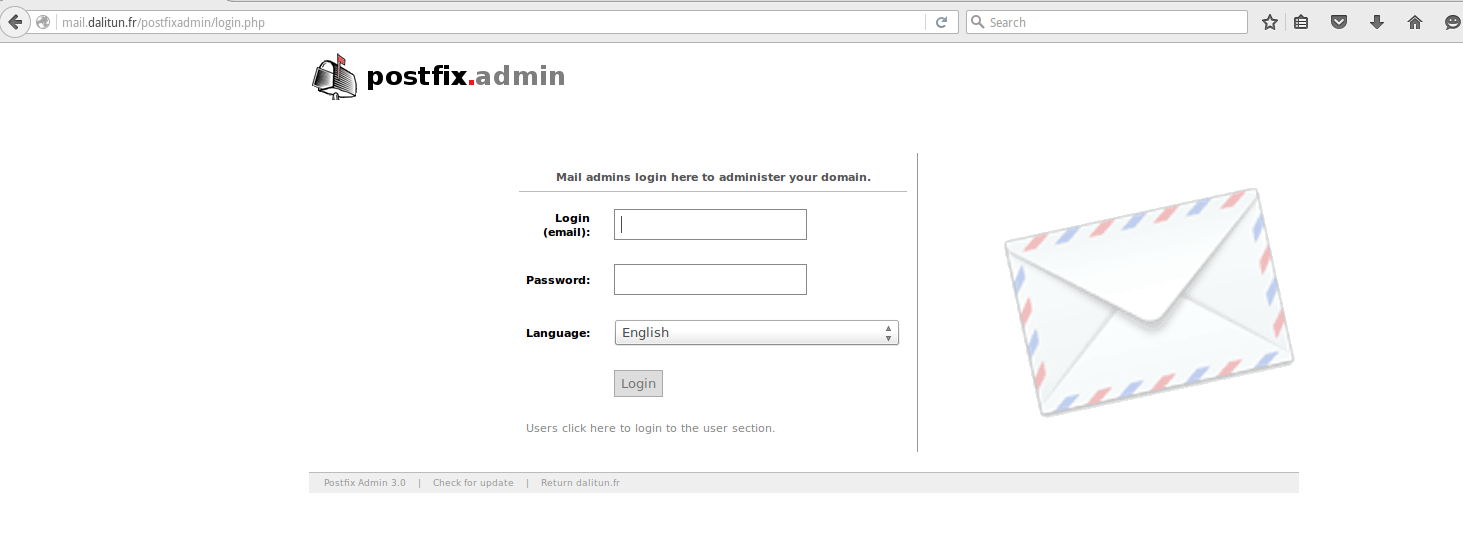 mail.dalitun.fr/postfixadmin/login.php
Search
postfix.admin
Mail admins login here to administer your domain.
Login
(email):
Password:
Language:
English
Login
Users click here to login to the user section.
Postfix Admin 3.0 | Check for update | Return dalitun.fr